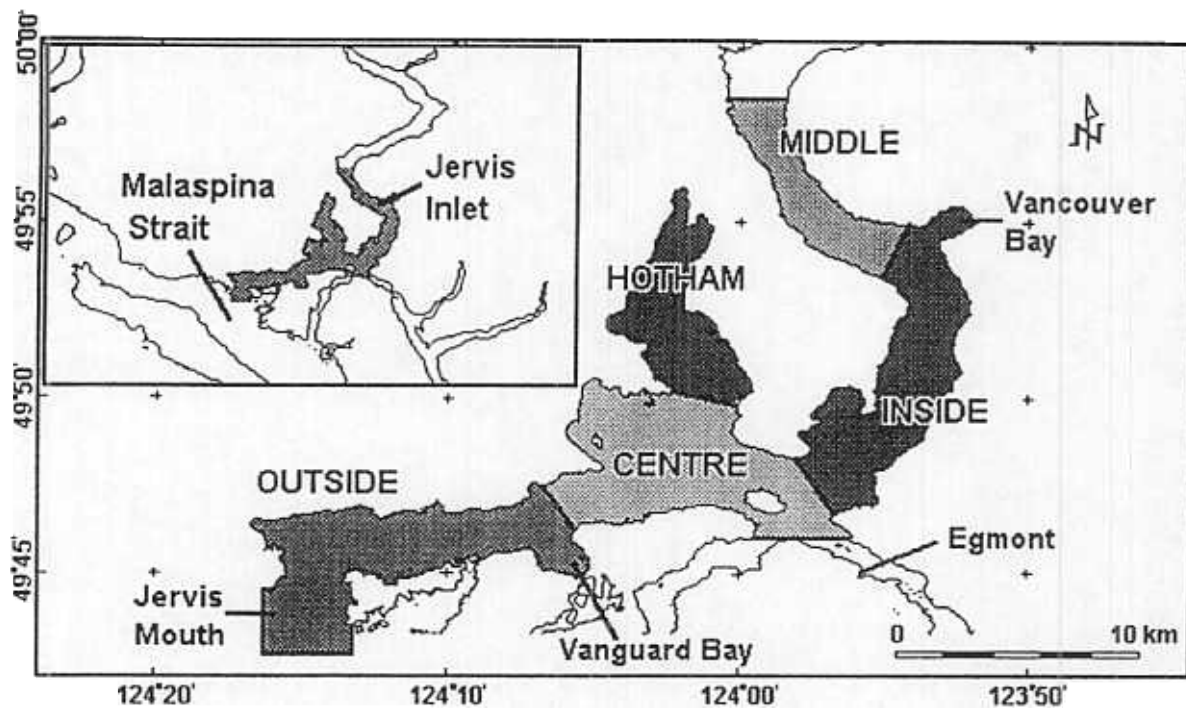 50°00'
49°55'
49°50'
49°45'
Malaspina
Strait
Jervis
Inlet
MIDDLE
N
Vancouver
Bay
HOTHAM
INSIDE
CENTRE
OUTSIDE
Egmont
Jervis
Mouth
Vanguard Bay
0 10 km
124°20'
124°10'
124°00'
123°50'